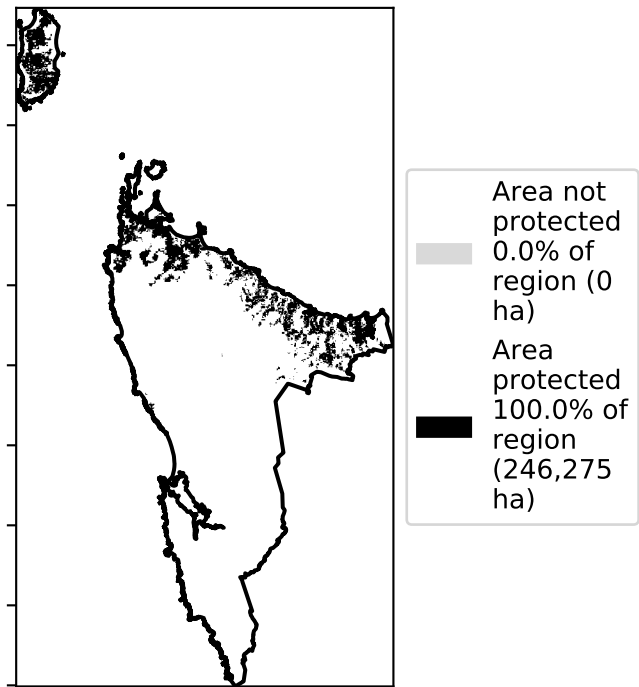 Area not
protected
0.0% of
region (0
ha)
Area
protected
100.0% of
region
(246,275
ha)